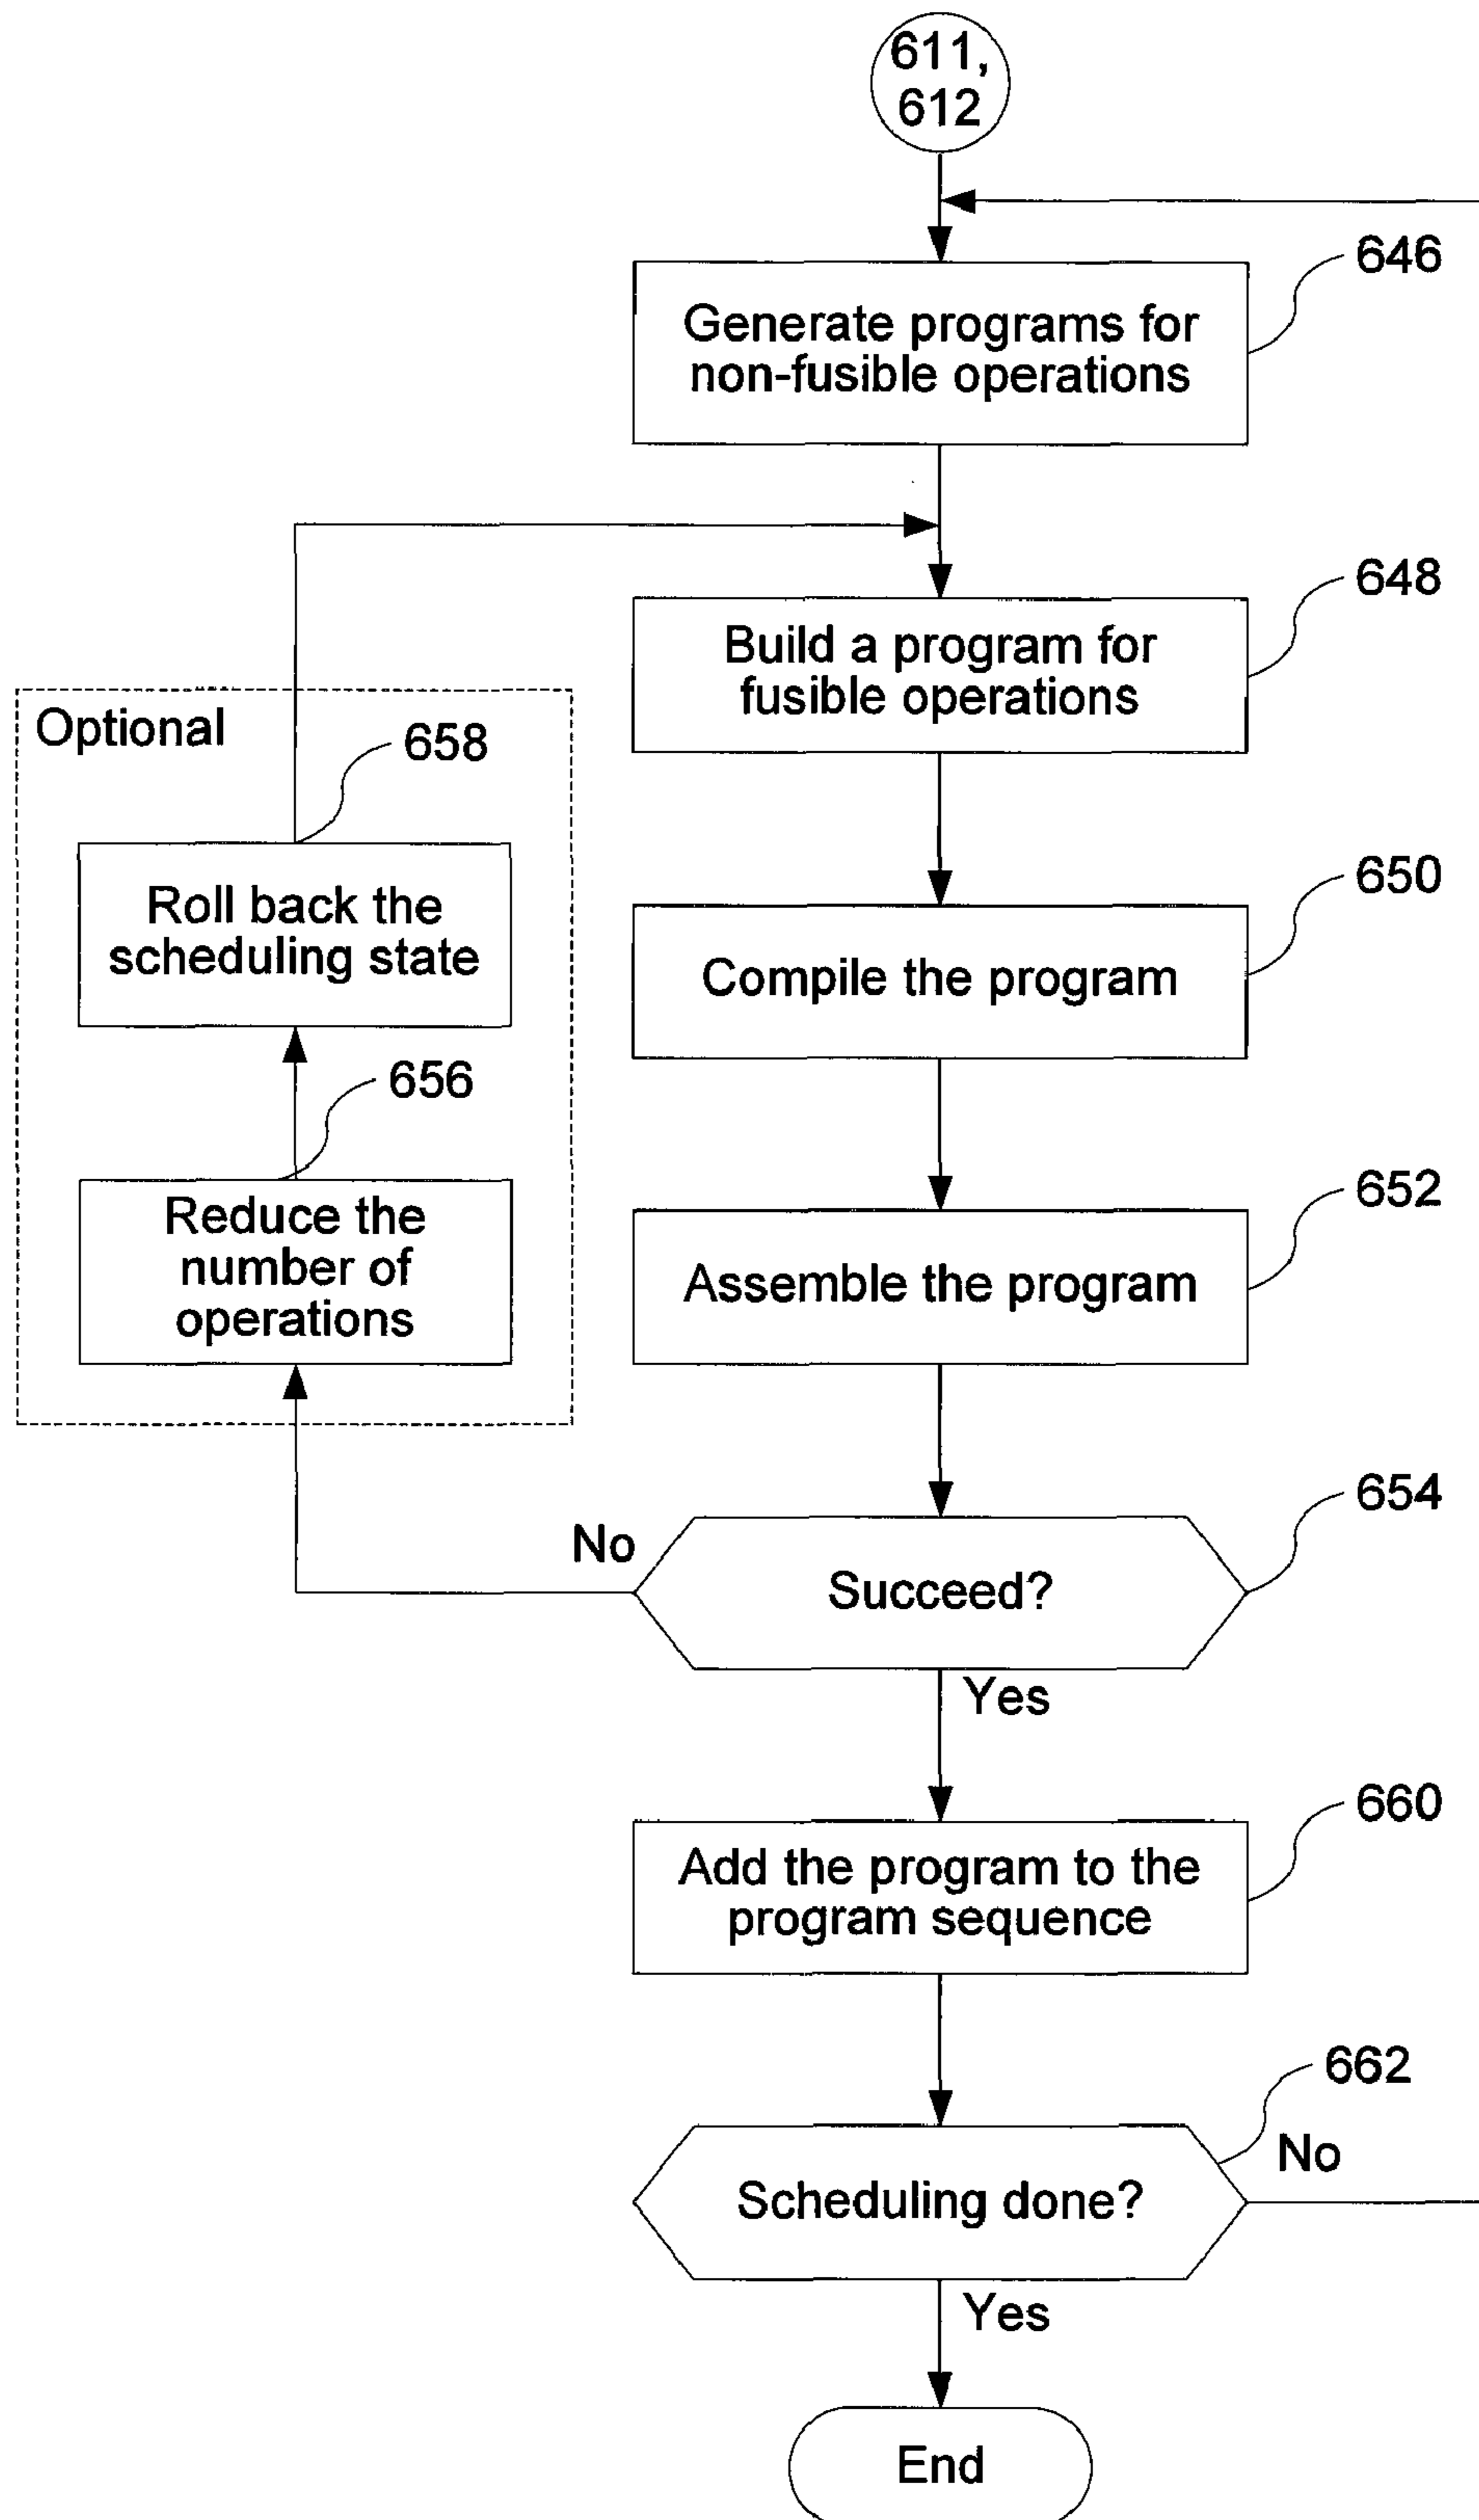 611,
612
646
Generate programs for
non-fusible operations
648
Build a program for
fusible operations
Optional
658
Roll back the
scheduling state
650
Compile the program
656
Reduce the
number of
operations
652
Assemble the program
654
No
Succeed?
Yes
660
Add the program to the
program sequence
662
No
Scheduling done?
Yes
End